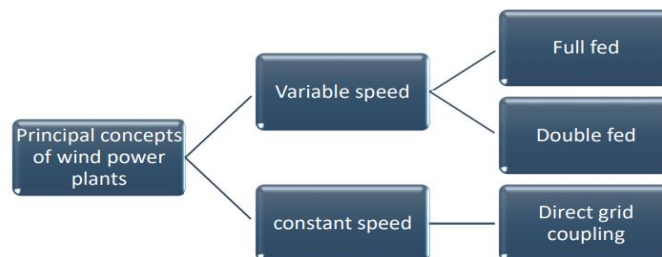 Principal concepts
of wind power
plants
Variable speed
constant speed
Full fed
Double fed
Direct grid
coupling